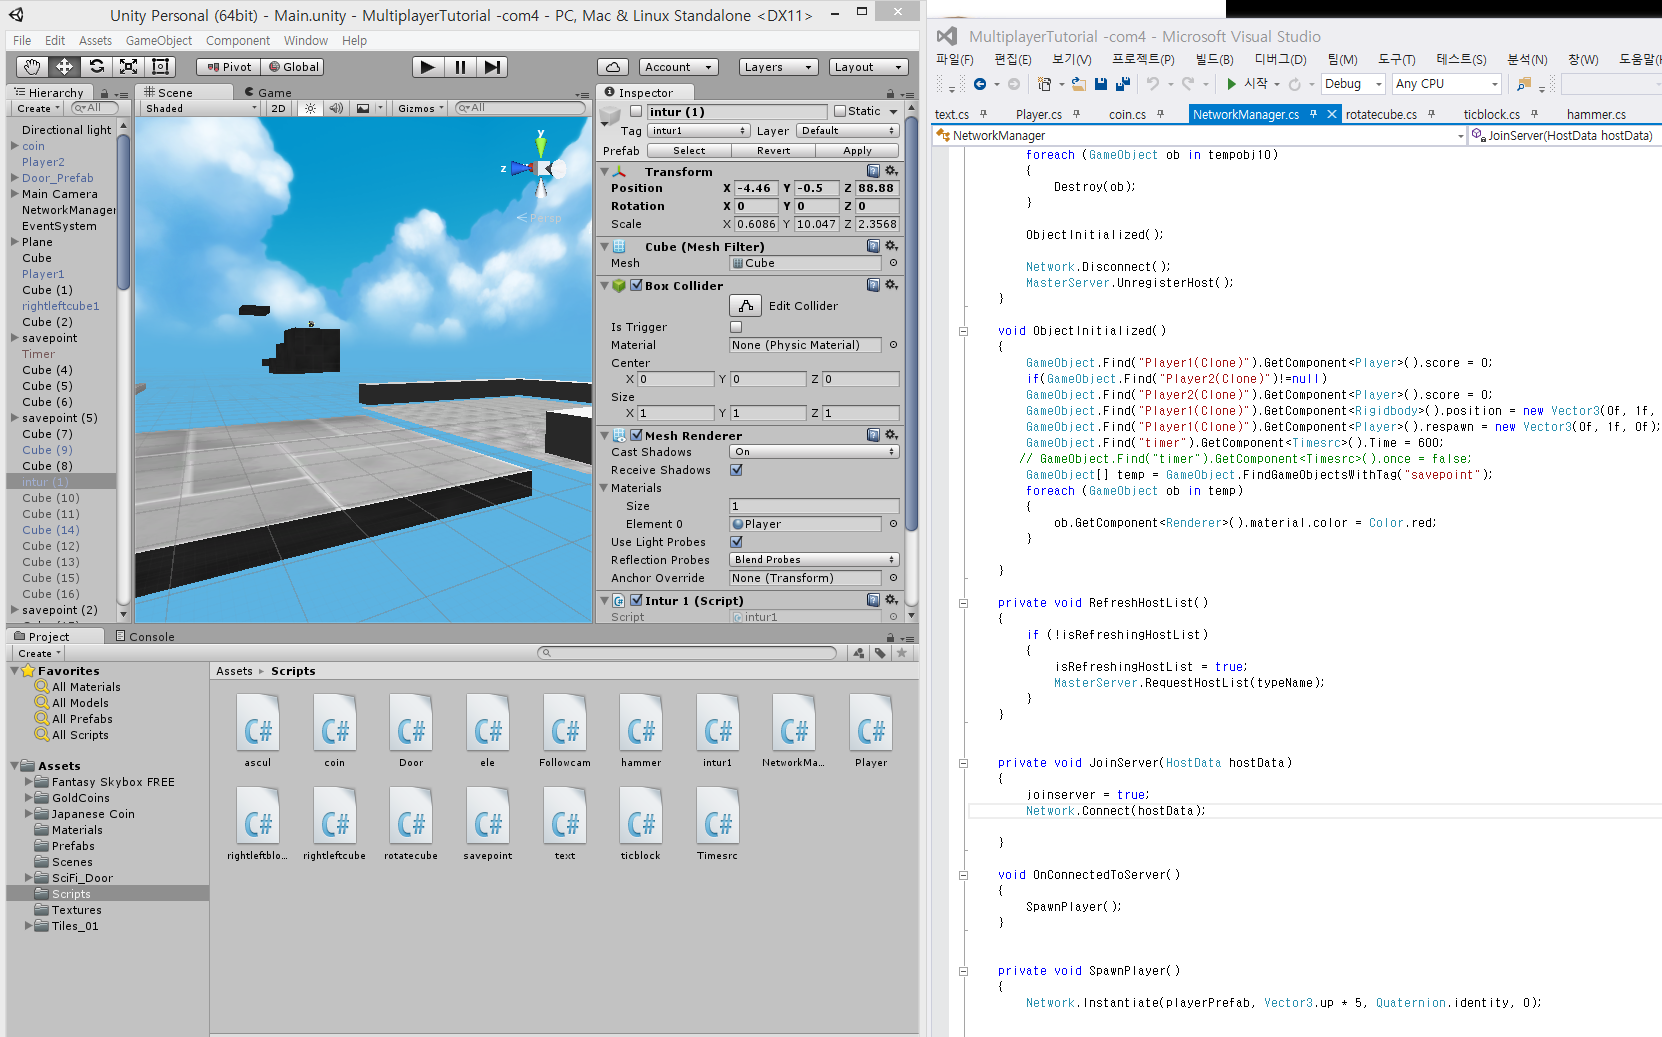 Unity Personal (64bit) - Main.unity - MultiplayerTutorial -com4 - PC, Mac & Linux Standalone <DX11>
File Edit Assets GameObject Component Window Help
Pivot Global Account Layers Layout
Hierarchy
Create All
Directional light
coin
Player2
Door_Prefab
Main Camera
NetworkManager
EventSystem
Plane
Cube
Player1
Cube (1)
rightleftcube1
Cube (2)
savepoint
Timer
Cube (4)
Cube (5)
Cube (6)
savepoint (5)
Cube (7)
Cube (9)
Cube (8)
intur (1)
Cube (10)
Cube (11)
Cube (14)
Cube (12)
Cube (13)
Cube (15)
Cube (16)
savepoint (2)
Scene Game
Shaded 2D Gizmos All
y
z
Persp
Inspector
intur (1) Static
Tag intur1 Layer Default
Prefab Select Revert Apply
Transform
Position X -4.46 Y -0.5 Z 88.88
Rotation X 0 Y 0 Z 0
Scale X 0.6086 Y 10.047 Z 2.3568
Cube (Mesh Filter)
Mesh Cube
Box Collider
Edit Collider
Is Trigger
Material None (Physic Material)
Center
X 0 Y 0 Z 0
Size
X 1 Y 1 Z 1
Mesh Renderer
Cast Shadows On
Receive Shadows
Materials
Size 1
Element 0 Player
Use Light Probes
Reflection Probes Blend Probes
Anchor Override None (Transform)
Intur 1 (Script)
Script intur1
Project Console
Create
Favorites
All Materials
All Models
All Prefabs
All Scripts
Assets
Fantasy Skybox FREE
GoldCoins
Japanese Coin
Materials
Prefabs
Scenes
SciFi_Door
Scripts
Textures
Tiles_01
Assets Scripts
C# C# C# C# C# C# C# C# C#
ascul coin Door ele Followcam hammer intur1 NetworkMa... Player
C# C# C# C# C# C# C#
rightleftblo... rightleftcube rotatecube savepoint text ticblock Timesrc
MultiplayerTutorial -com4 - Microsoft Visual Studio
파일(F) 편집(E) 보기(V) 프로젝트(P) 빌드(B) 디버그(D) 팀(M) 도구(T) 테스트(S) 분석(N) 창(W) 도움말(H
시작 Debug Any CPU
text.cs Player.cs coin.cs NetworkManager.cs rotatecube.cs ticblock.cs hammer.cs
NetworkManager JoinServer(HostData hostData)
foreach (GameObject ob in tempobj10)
{
Destroy(ob);
}
ObjectInitialized();
Network.Disconnect();
MasterServer.UnregisterHost();
}
void ObjectInitialized()
{
GameObject.Find("Player1(Clone)").GetComponent<Player>().score = 0;
if(GameObject.Find("Player2(Clone)")!=null)
GameObject.Find("Player2(Clone)").GetComponent<Player>().score = 0;
GameObject.Find("Player1(Clone)").GetComponent<Rigidbody>().position = new Vector3(0f, 1f,
GameObject.Find("Player1(Clone)").GetComponent<Player>().respawn = new Vector3(0f, 1f, 0f);
GameObject.Find("timer").GetComponent<Timesrc>().Time = 600;
// GameObject.Find("timer").GetComponent<Timesrc>().once = false;
GameObject[] temp = GameObject.FindGameObjectsWithTag("savepoint");
foreach (GameObject ob in temp)
{
ob.GetComponent<Renderer>().material.color = Color.red;
}
}
private void RefreshHostList()
{
if (!isRefreshingHostList)
{
isRefreshingHostList = true;
MasterServer.RequestHostList(typeName);
}
}
private void JoinServer(HostData hostData)
{
joinserver = true;
Network.Connect(hostData);
}
void OnConnectedToServer()
{
SpawnPlayer();
}
private void SpawnPlayer()
{
Network.Instantiate(playerPrefab, Vector3.up * 5, Quaternion.identity, 0);